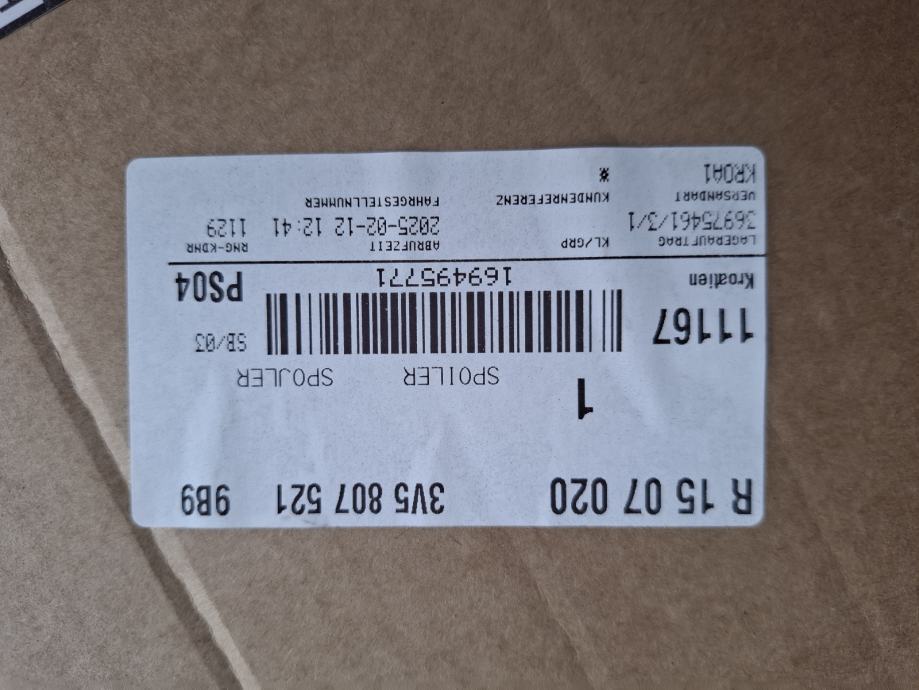 R 15 07 020 3V5 807 521 9B9
1
SPOILER SPOJLER
11167 SB/03
Kroatien 169495771 PS04
LAGERAUFTRAG KL/GRP ABRUFZEIT RNG-KDNR
36975461/3/1 2025-02-12 12:41 1129
VERSANDART KUNDENREFERENZ FAHRGESTELLNUMMER
KROA1 *